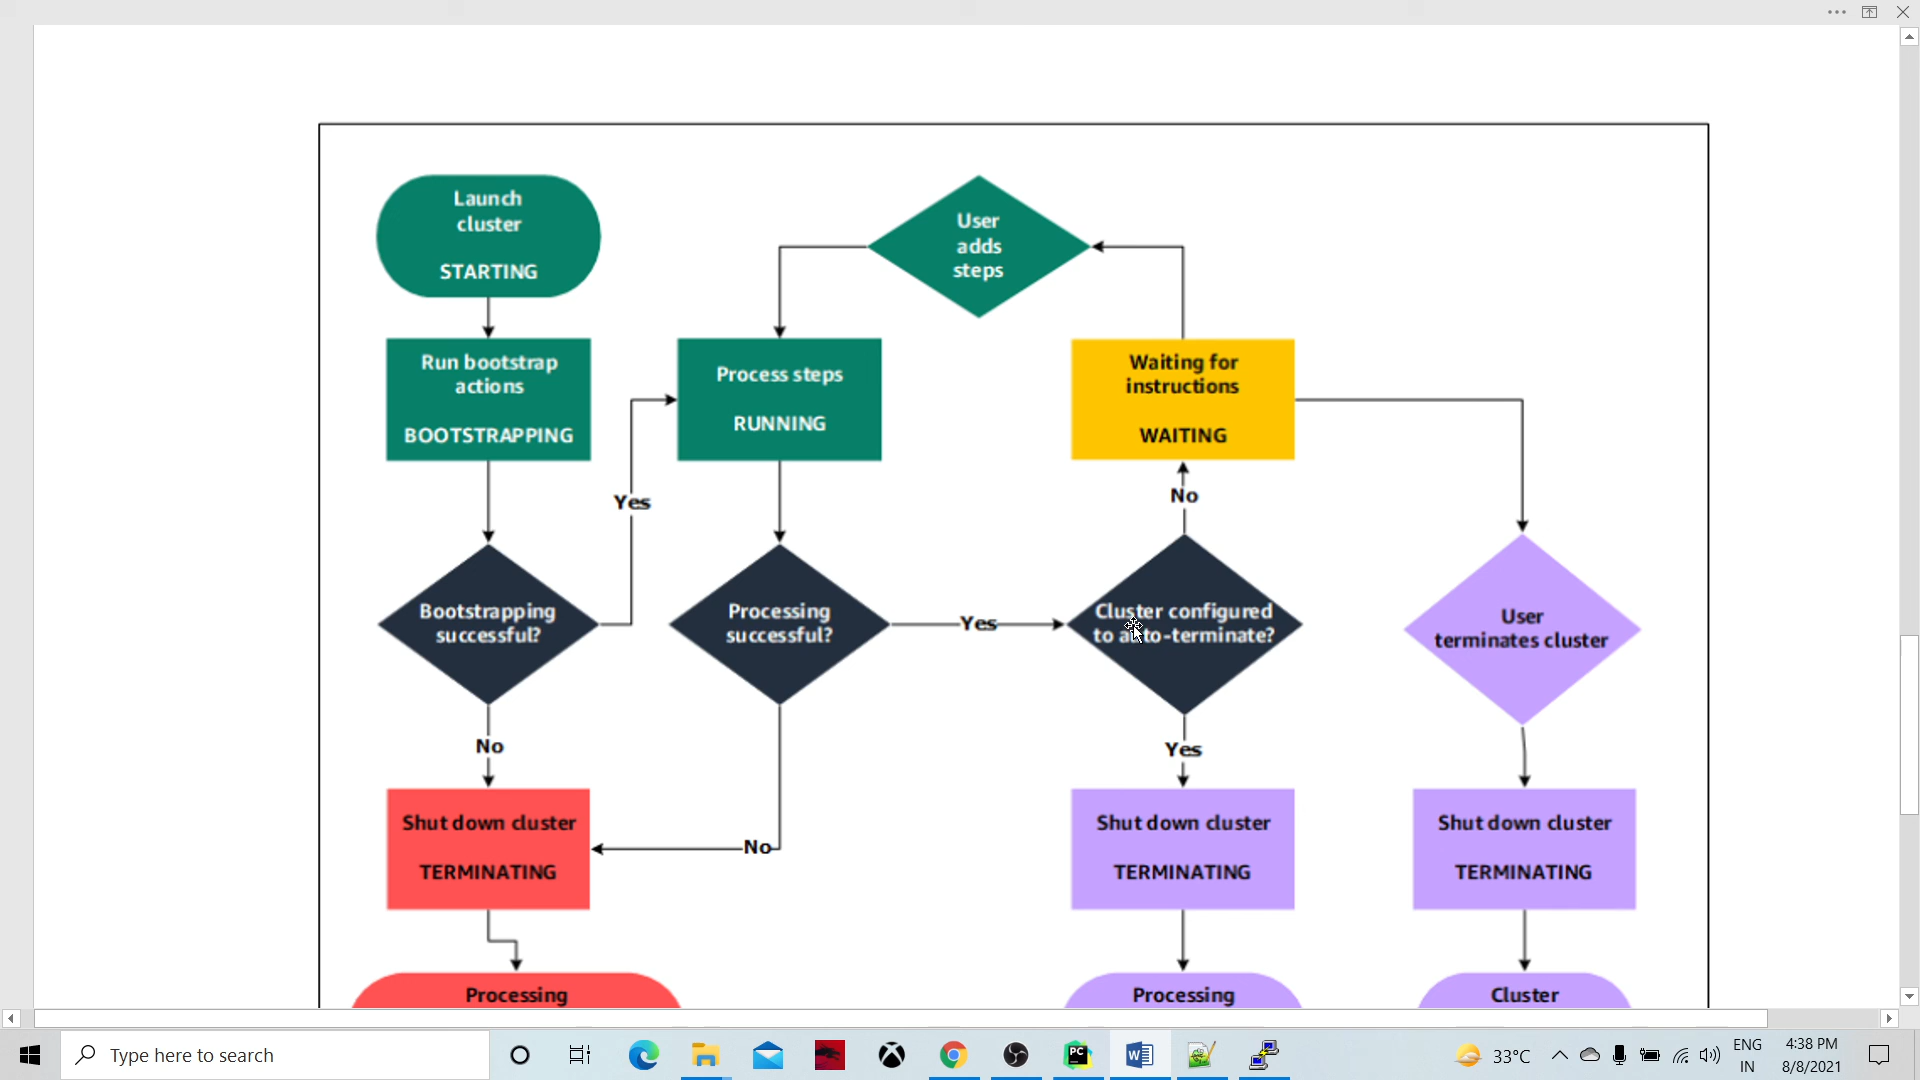 Launch
cluster
STARTING
User
adds
steps
Run bootstrap
actions
BOOTSTRAPPING
Process steps
RUNNING
Waiting for
instructions
WAITING
Yes
No
Bootstrapping
successful?
Processing
successful?
Yes
Cluster configured
to auto-terminate?
User
terminates cluster
No
Yes
Shut down cluster
TERMINATING
No
Shut down cluster
TERMINATING
Shut down cluster
TERMINATING
Processing
Processing
Cluster
Type here to search
PC
W
33°C
ENG
IN
4:38 PM
8/8/2021